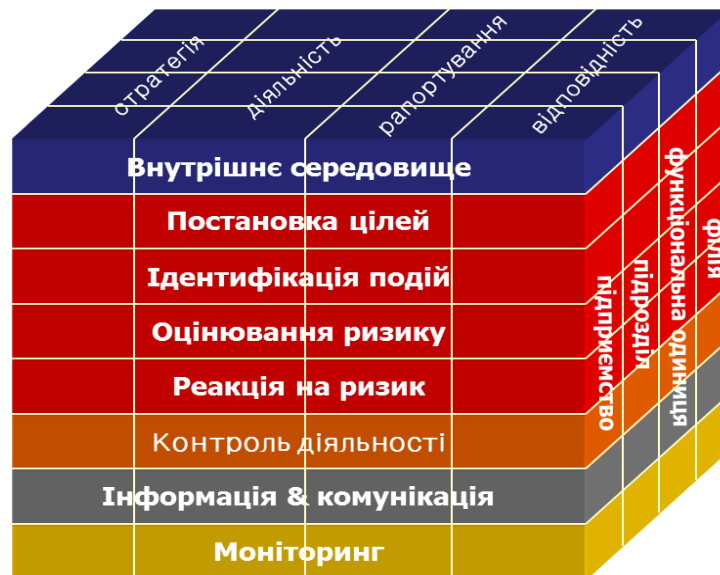 стратегія
діяльність
рапортування
відповідність
Внутрішнє середовище
Постановка цілей
Ідентифікація подій
Оцінювання ризику
Реакція на ризик
Контроль діяльності
Інформація & комунікація
Моніторинг
підприємство
підрозділ
функціональна одиниця
філія